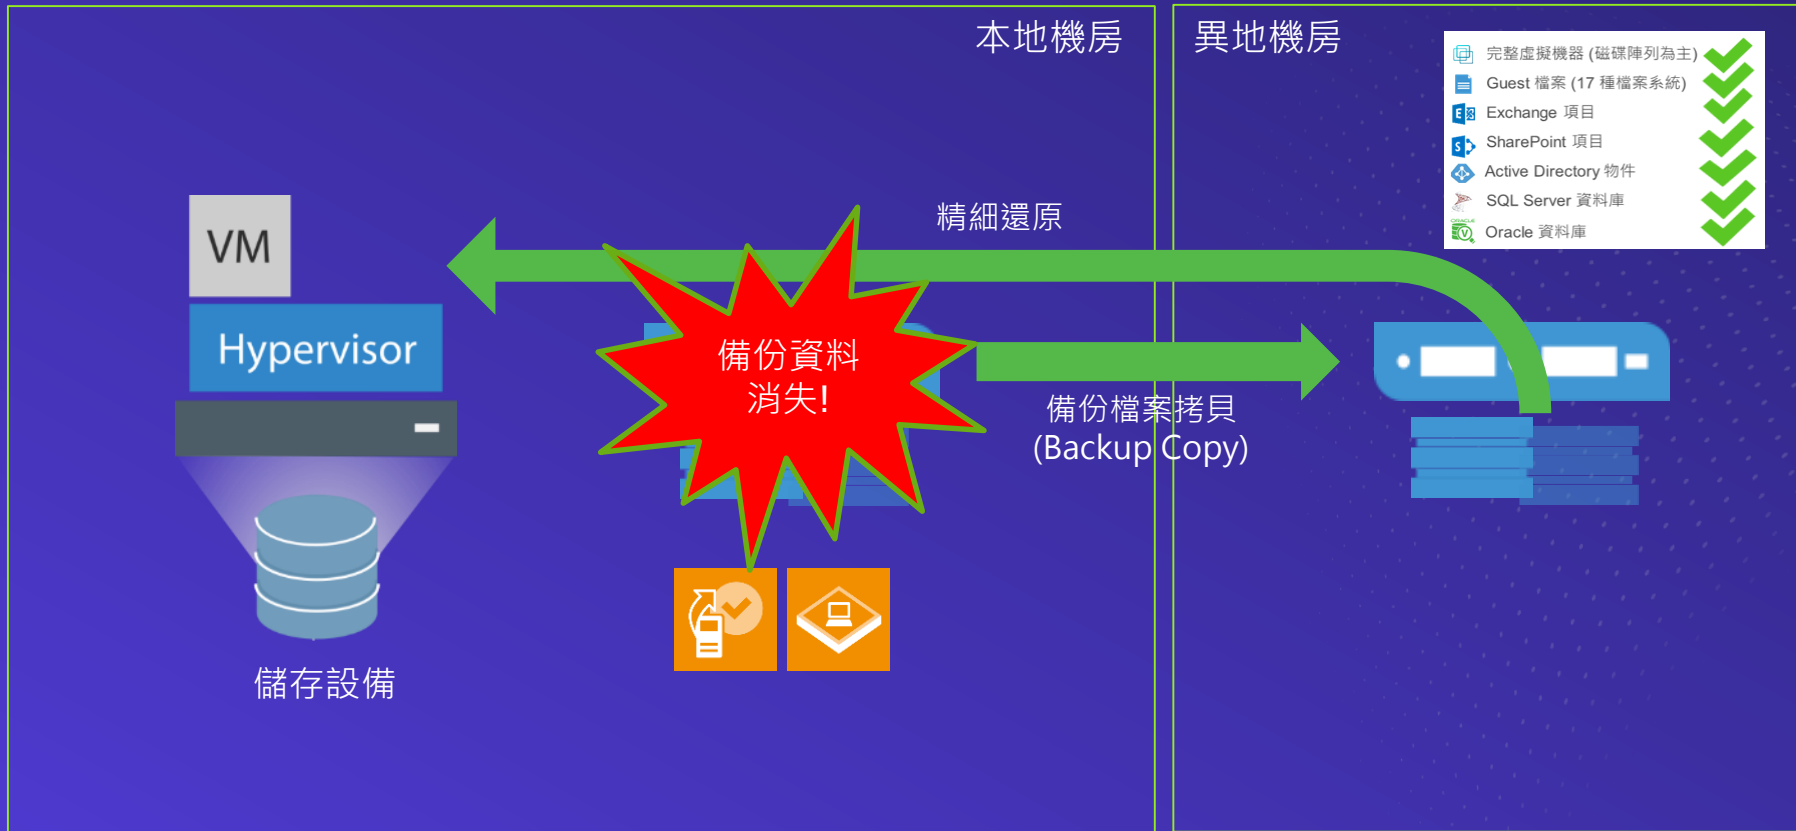 本地機房
異地機房
完整虛擬機器 (磁碟陣列為主)
Guest 檔案 (17 種檔案系統)
Exchange 項目
SharePoint 項目
Active Directory 物件
SQL Server 資料庫
ORACLE
Oracle 資料庫
精細還原
VM
Hypervisor
備份資料
消失!
備份檔案拷貝
(Backup Copy)
儲存設備